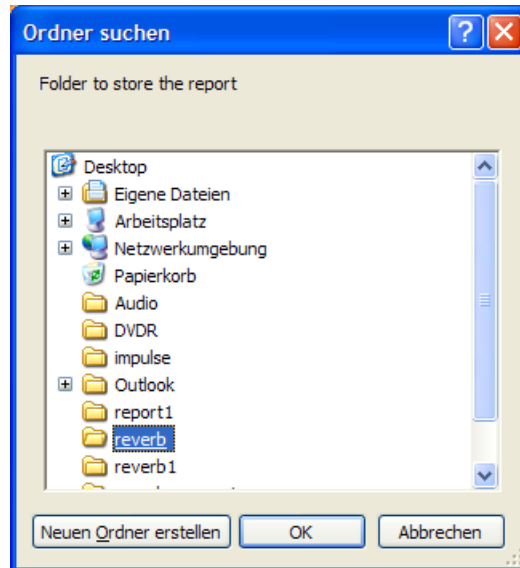 Ordner suchen
Folder to store the report
Desktop
Eigene Dateien
Arbeitsplatz
Netzwerkumgebung
Papierkorb
Audio
DVDR
impulse
Outlook
report1
reverb
reverb1
Neuen Ordner erstellen
OK
Abbrechen